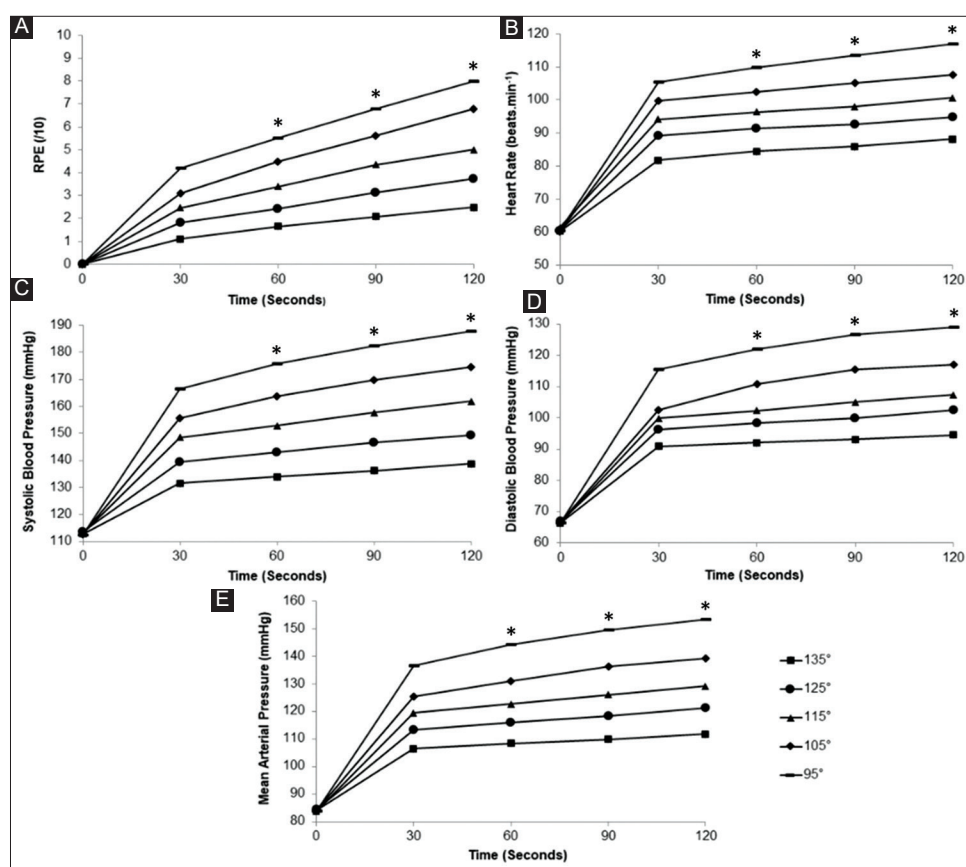 A
RPE (/10)
10
9
8
7
6
5
4
3
2
1
0
* * *
0 30 60 90 120
Time (Seconds)
B
Heart Rate (beats.min⁻¹)
120
110
100
90
80
70
60
50
* * *
0 30 60 90 120
Time (Seconds)
C
Systolic Blood Pressure (mmHg)
190
180
170
160
150
140
130
120
110
* * *
0 30 60 90 120
Time (Seconds)
D
Diastolic Blood Pressure (mmHg)
130
120
110
100
90
80
70
60
* * *
0 30 60 90 120
Time (Seconds)
E
Mean Arterial Pressure (mmHg)
160
150
140
130
120
110
100
90
80
* * *
0 30 60 90 120
Time (Seconds)
135°
125°
115°
105°
95°